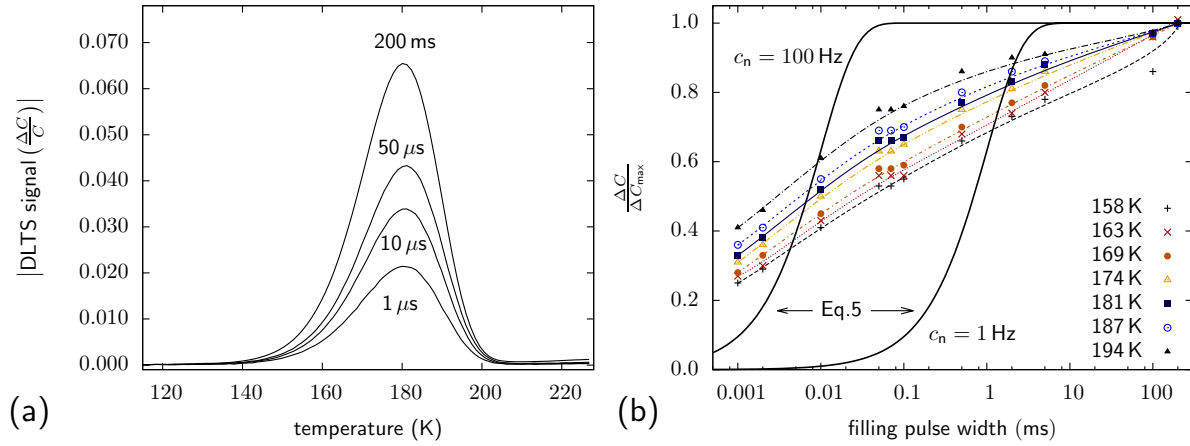 |DLTS signal (ΔC/C)|
0.070
0.060
0.050
0.040
0.030
0.020
0.010
0.000
200 ms
50 μs
10 μs
1 μs
120 140 160 180 200 220
temperature (K)
(a)
ΔC/ΔC_max
1.0
0.8
0.6
0.4
0.2
0.0
c_n = 100 Hz
Eq.5
c_n = 1 Hz
158 K
163 K
169 K
174 K
181 K
187 K
194 K
0.001 0.01 0.1 1 10 100
filling pulse width (ms)
(b)